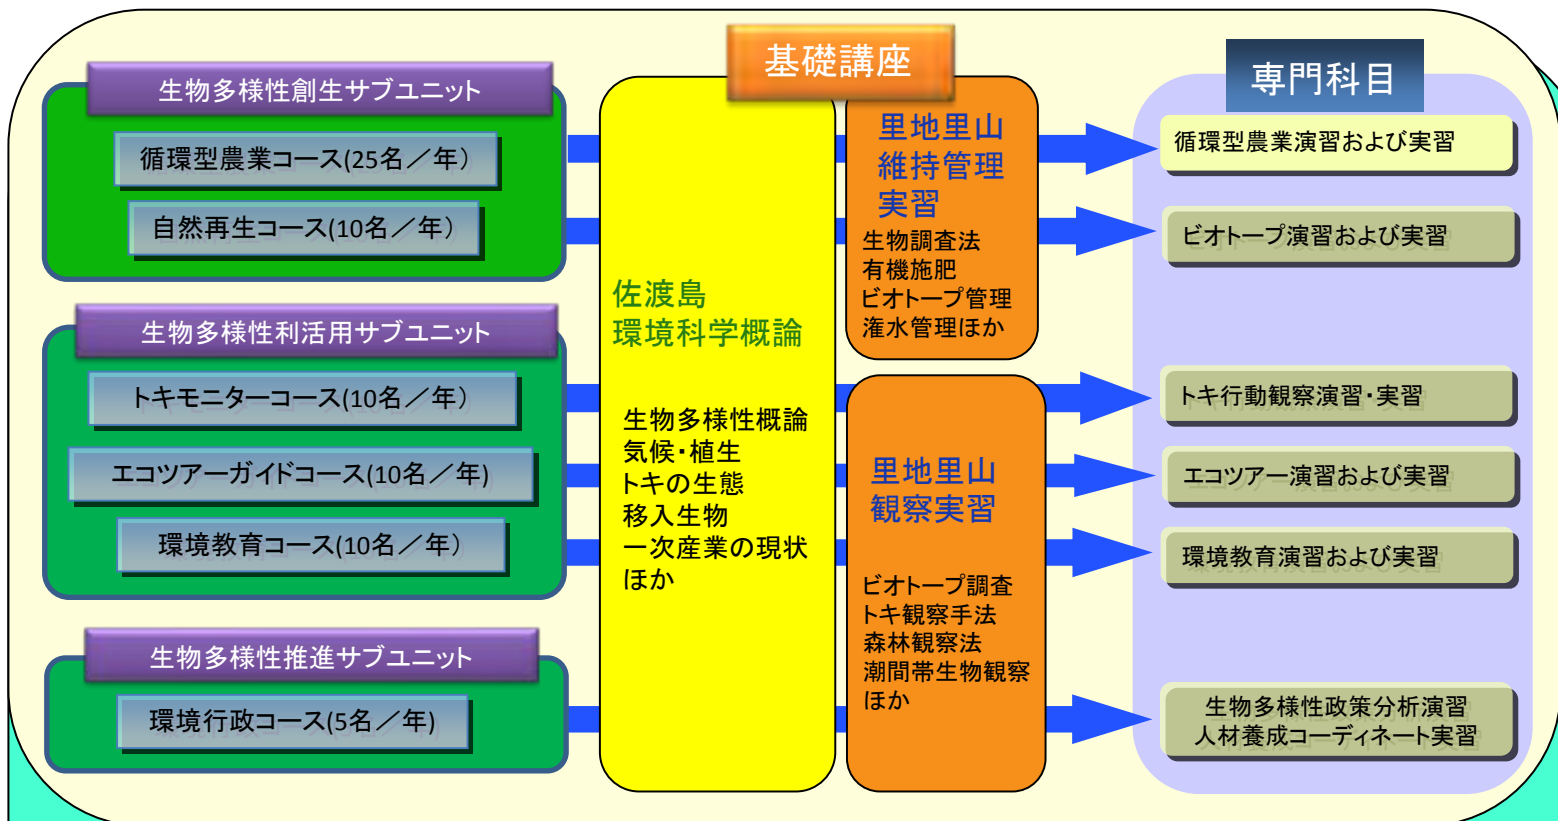 基礎講座
専門科目
生物多様性創生サブユニット
循環型農業コース(25名／年)
自然再生コース(10名／年)
生物多様性利活用サブユニット
トキモニターコース(10名／年)
エコツアーガイドコース(10名／年)
環境教育コース(10名／年)
生物多様性推進サブユニット
環境行政コース(5名／年)
佐渡島
環境科学概論
生物多様性概論
気候・植生
トキの生態
移入生物
一次産業の現状
ほか
里地里山
維持管理
実習
生物調査法
有機施肥
ビオトープ管理
潅水管理ほか
里地里山
観察実習
ビオトープ調査
トキ観察手法
森林観察法
潮間帯生物観察
ほか
循環型農業演習および実習
ビオトープ演習および実習
トキ行動観察演習・実習
エコツアー演習および実習
環境教育演習および実習
生物多様性政策分析演習
人材養成コーディネート実習